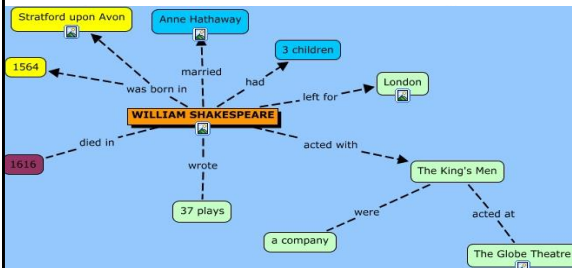 Stratford upon Avon
Anne Hathaway
3 children
1564
married
had
London
was born in
left for
WILLIAM SHAKESPEARE
died in
acted with
1616
wrote
The King's Men
37 plays
were
acted at
a company
The Globe Theatre